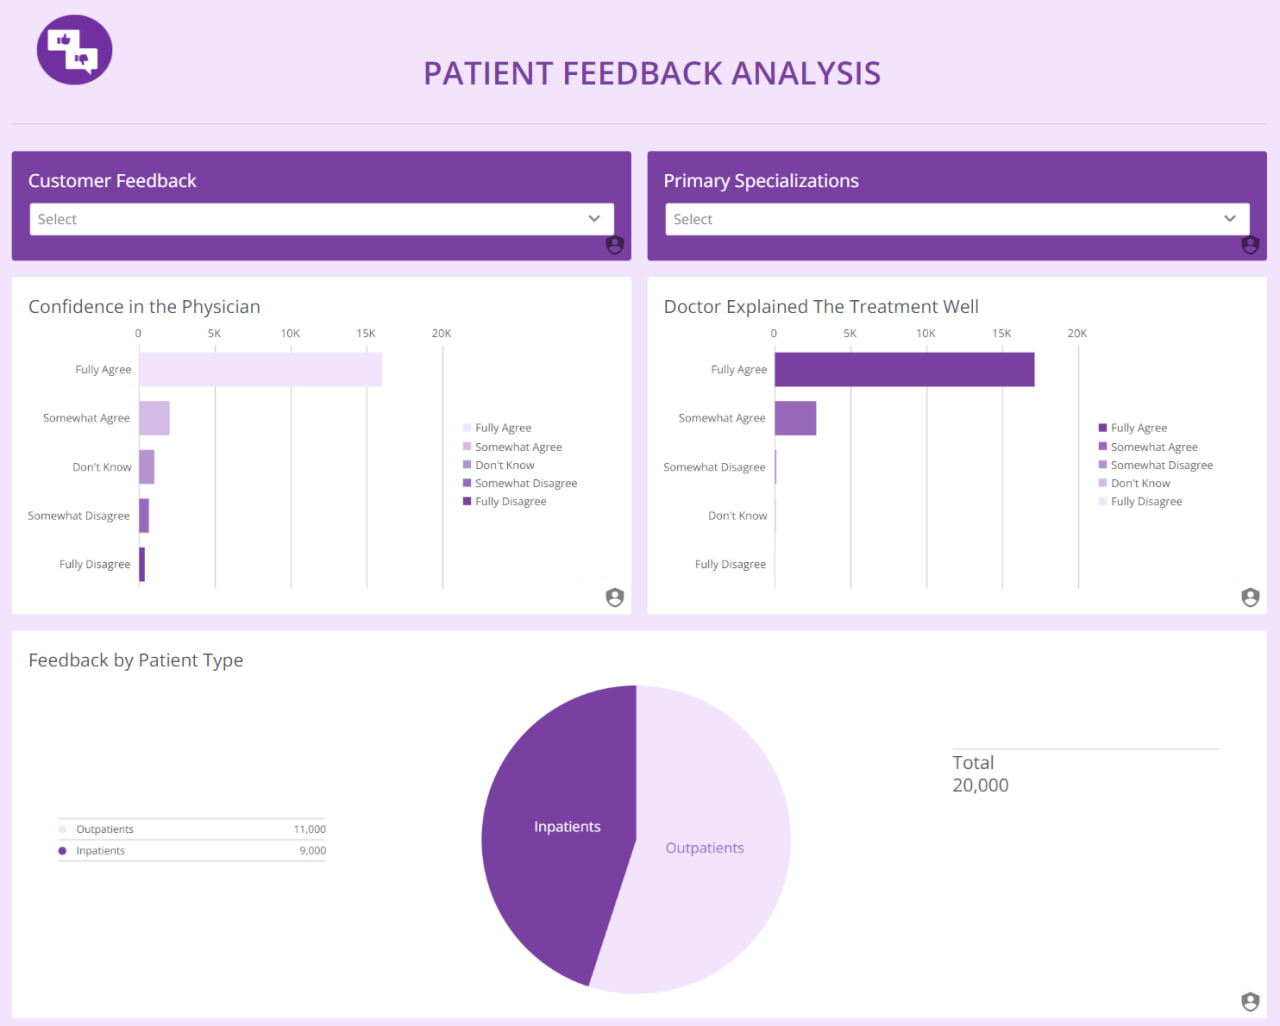 PATIENT FEEDBACK ANALYSIS
Customer Feedback
Select
Primary Specializations
Select
Confidence in the Physician
0 5K 10K 15K 20K
Fully Agree
Somewhat Agree
Don't Know
Somewhat Disagree
Fully Disagree
Fully Agree
Somewhat Agree
Don't Know
Somewhat Disagree
Fully Disagree
Doctor Explained The Treatment Well
0 5K 10K 15K 20K
Fully Agree
Somewhat Agree
Somewhat Disagree
Don't Know
Fully Disagree
Fully Agree
Somewhat Agree
Somewhat Disagree
Don't Know
Fully Disagree
Feedback by Patient Type
Outpatients 11,000
Inpatients 9,000
Inpatients
Outpatients
Total
20,000